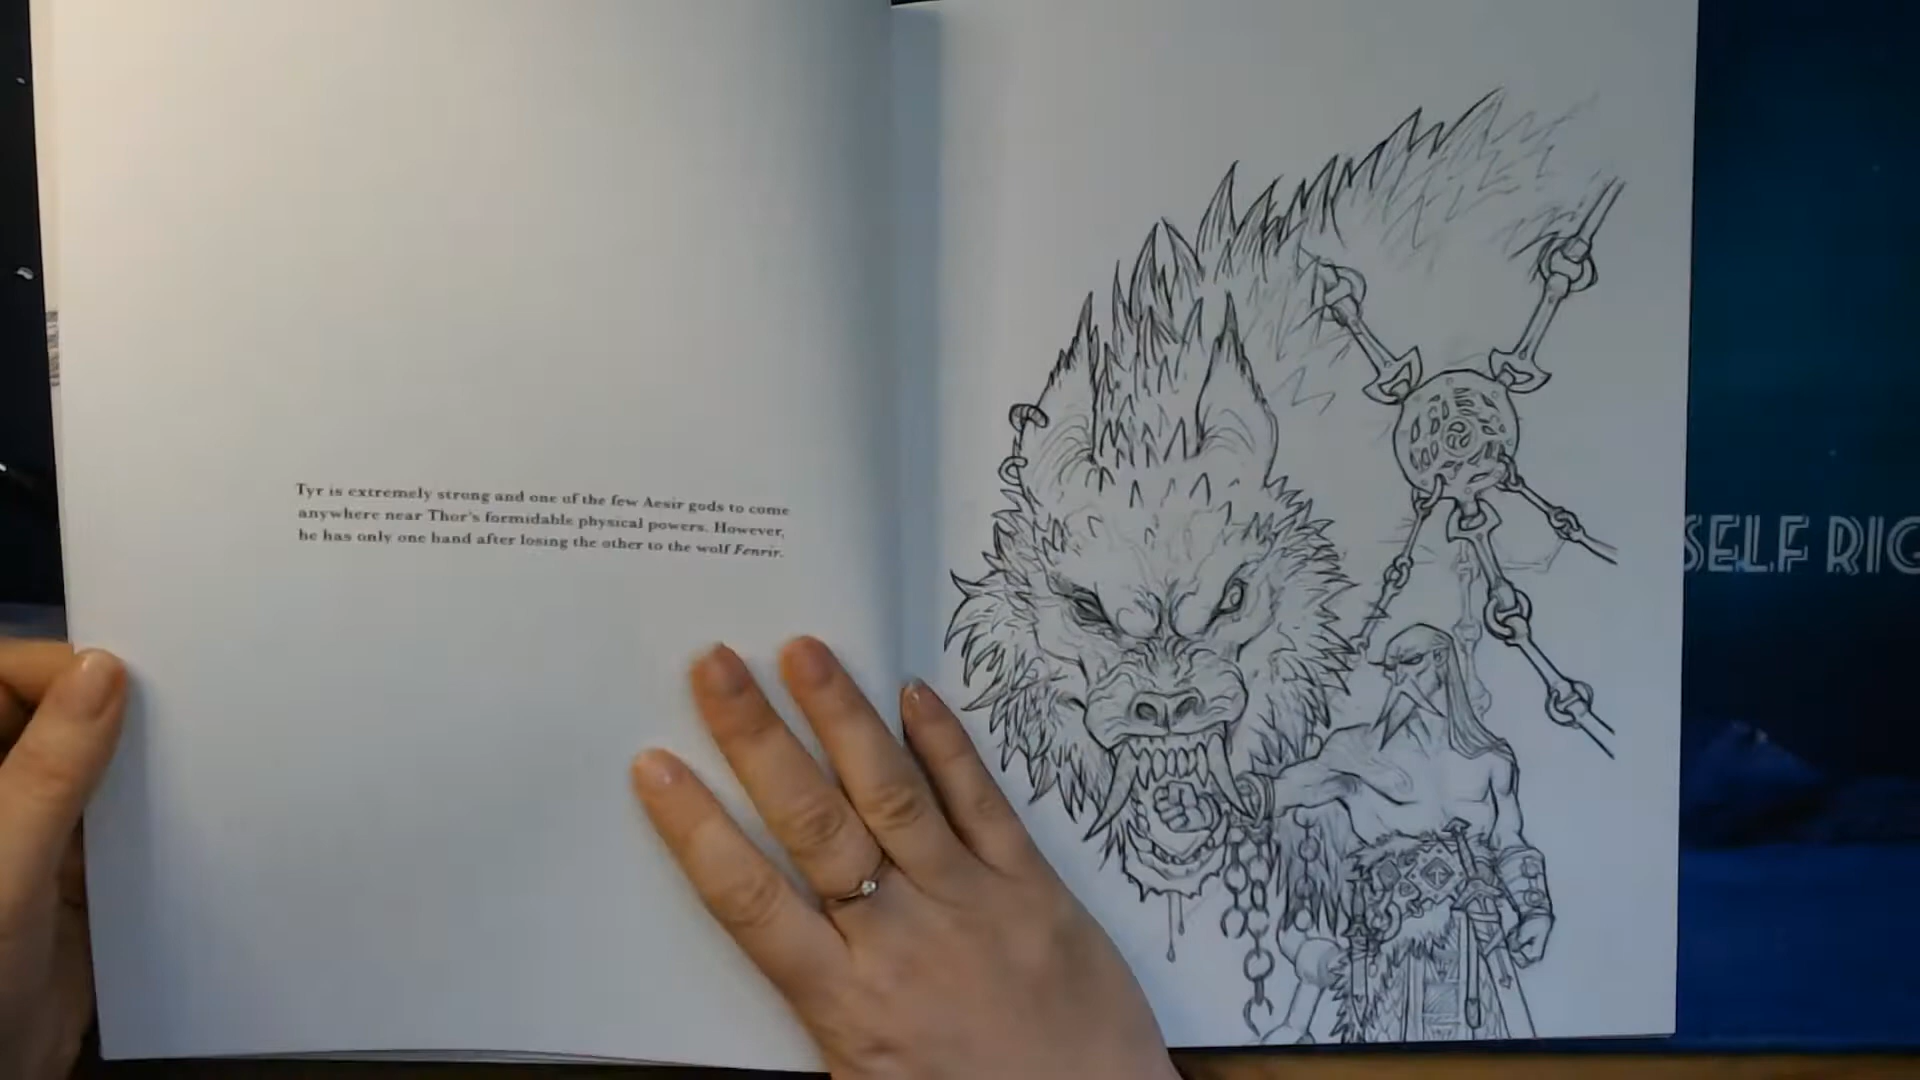 Tyr is extremely strong and one of the few Aesir gods to come
anywhere near Thor's formidable physical powers. However,
he has only one hand after losing the other to the wolf Fenrir.
SELF RIG